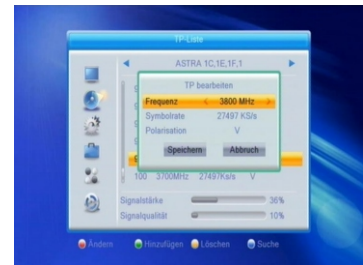 TP-Liste
ASTRA 1C,1E,1F,1
TP bearbeiten
Frequenz 3800 MHz
Symbolrate 27497 KS/s
Polarisation V
Speichern Abbruch
100 3700MHz 27497Ks/s V
Signalstärke 36%
Signalqualität 10%
Ändern Hinzufügen Löschen Suche